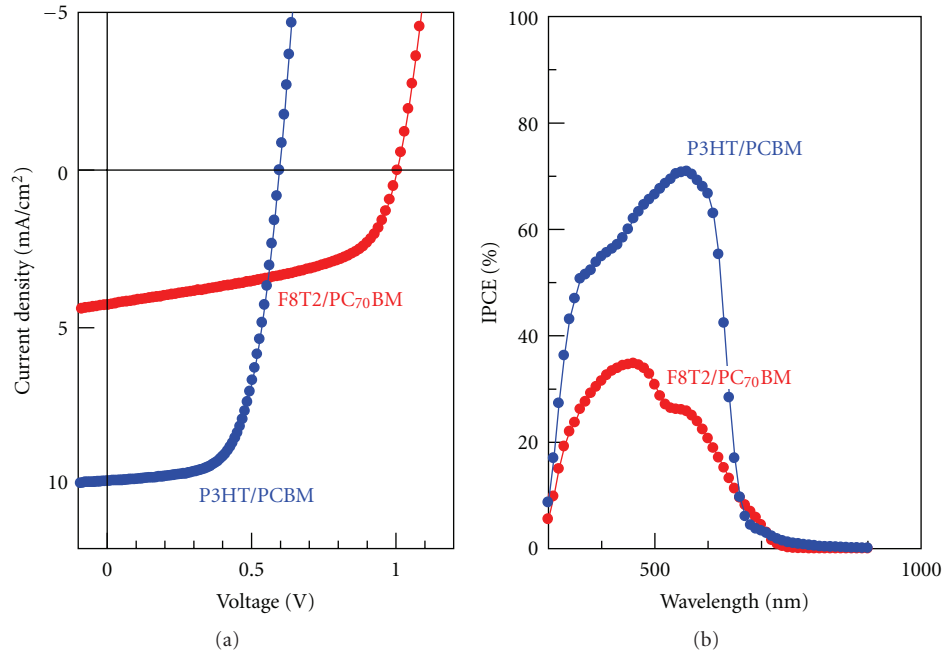 -5
0
5
10
Current density (mA/cm²)
F8T2/PC₇₀BM
P3HT/PCBM
0
0.5
1
Voltage (V)
(a)
100
80
60
40
20
0
IPCE (%)
P3HT/PCBM
F8T2/PC₇₀BM
500
1000
Wavelength (nm)
(b)